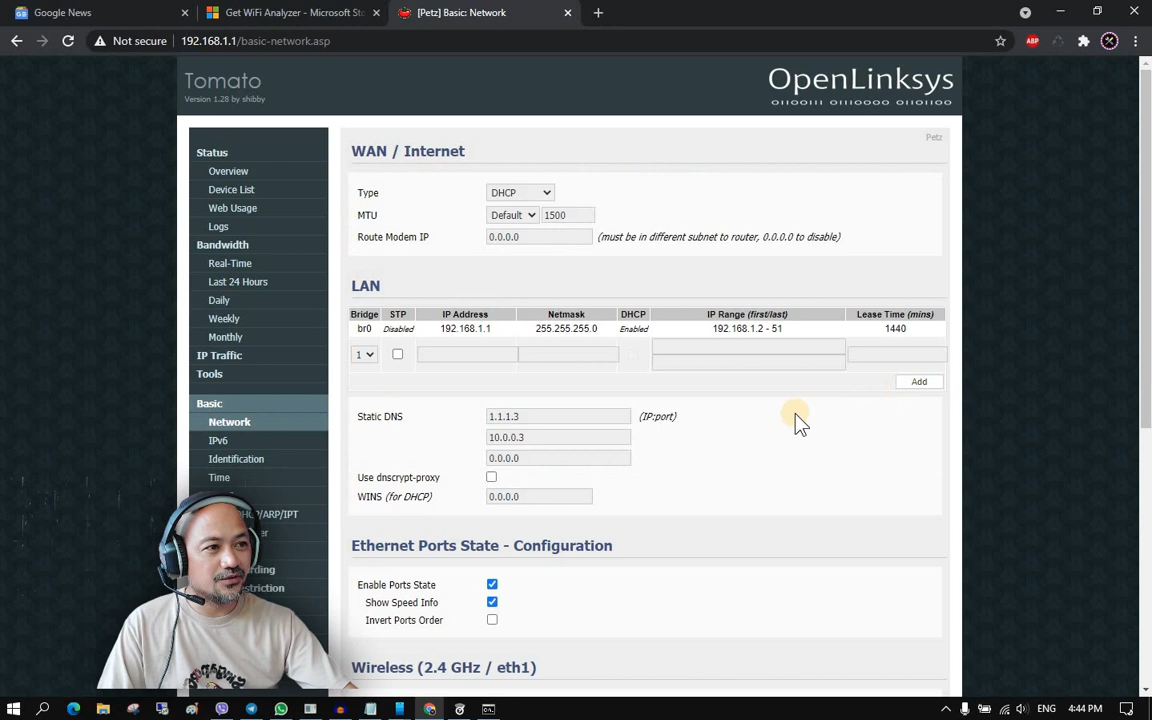 Google News
Get WiFi Analyzer - Microsoft Sto
[Petz] Basic: Network
Not secure
192.168.1.1/basic-network.asp
ABP
Tomato
Version 1.28 by shibby
OpenLinksys
01100111 01110000 0110110
Petz
Status
Overview
Device List
Web Usage
Logs
Bandwidth
Real-Time
Last 24 Hours
Daily
Weekly
Monthly
IP Traffic
Tools
Basic
Network
IPv6
Identification
Time
HCP/ARP/IPT
WAN / Internet
Type DHCP
MTU Default 1500
Route Modem IP 0.0.0.0 (must be in different subnet to router, 0.0.0.0 to disable)
LAN
Bridge STP IP Address Netmask DHCP IP Range (first/last) Lease Time (mins)
br0 Disabled 192.168.1.1 255.255.255.0 Enabled 192.168.1.2 - 51 1440
1
Add
Static DNS 1.1.1.3 (IP:port)
10.0.0.3
0.0.0.0
Use dnscrypt-proxy
WINS (for DHCP) 0.0.0.0
Ethernet Ports State - Configuration
Enable Ports State
Show Speed Info
Invert Ports Order
Wireless (2.4 GHz / eth1)
ENG
4:44 PM